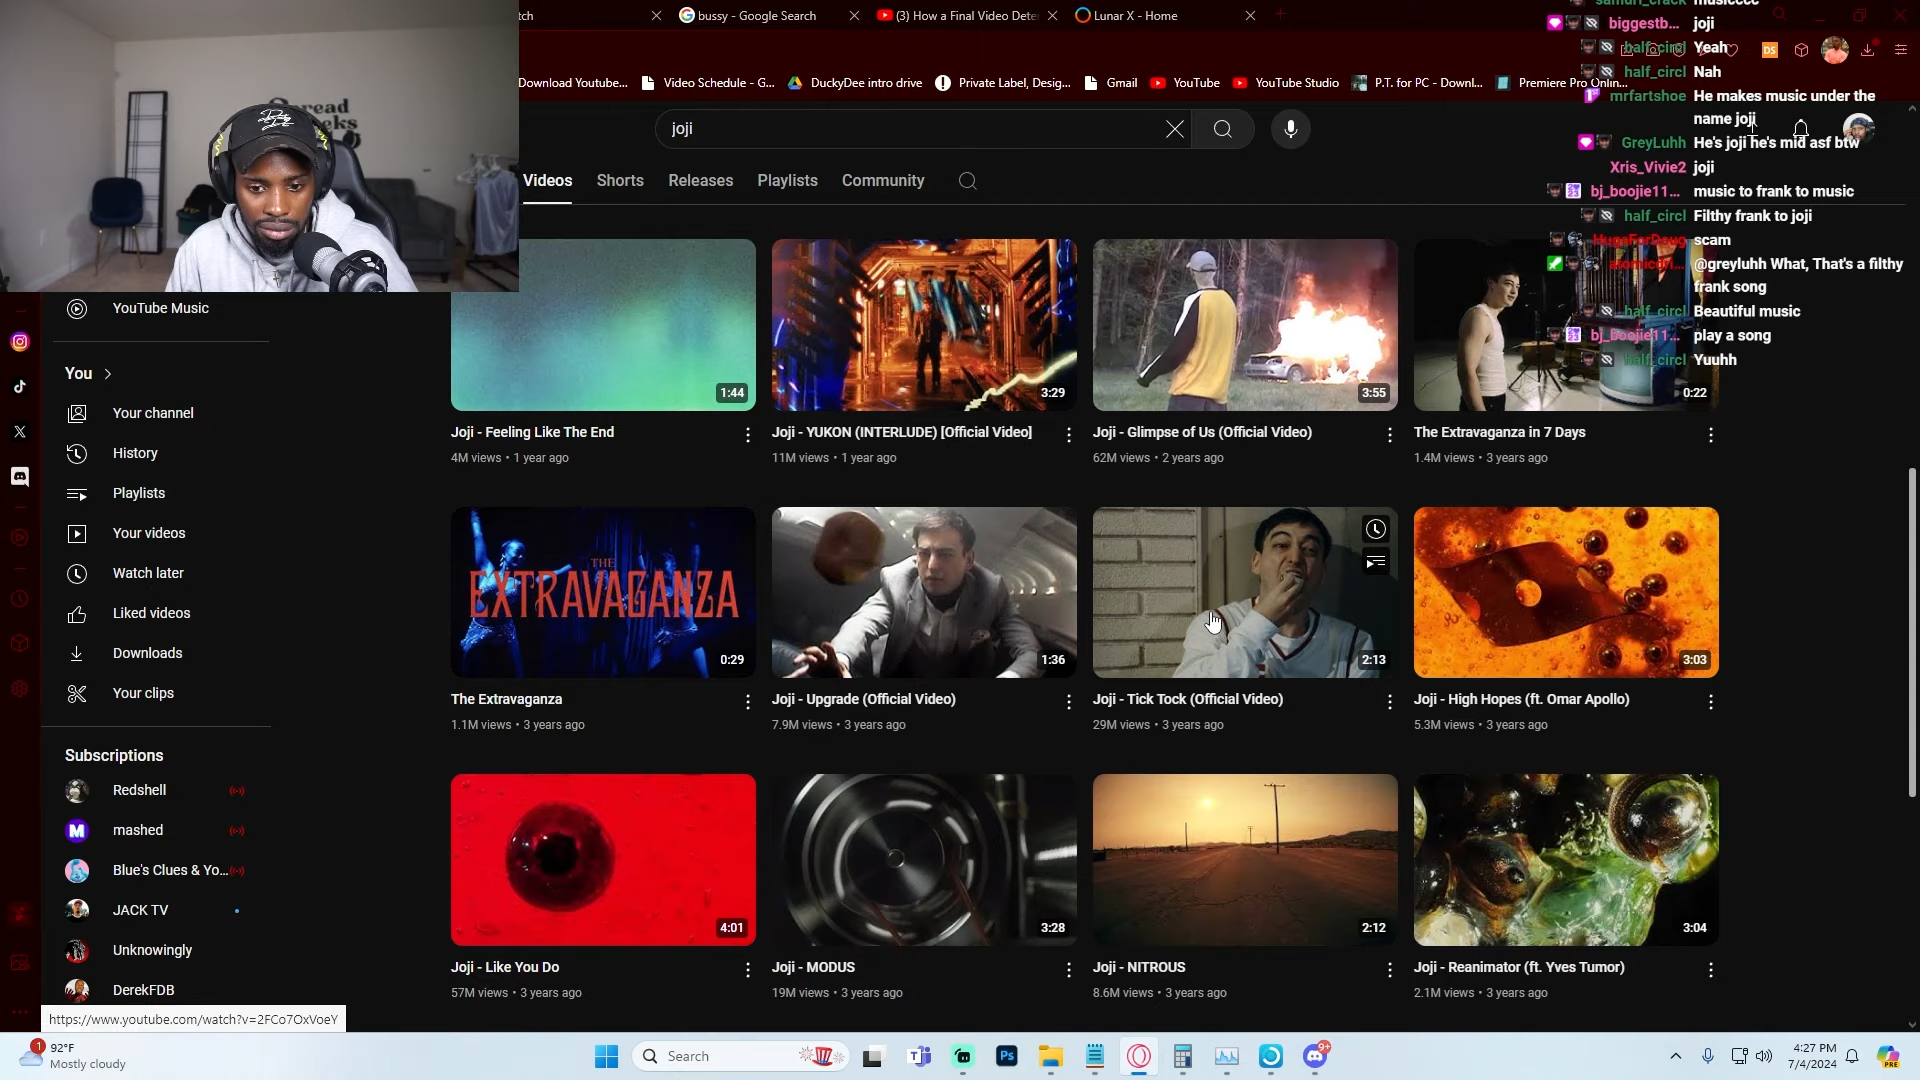 tch
bussy - Google Search
(3) How a Final Video Dete
Lunar X - Home
Download Youtube...
Video Schedule - G...
DuckyDee intro drive
Private Label, Desig...
Gmail
YouTube
YouTube Studio
P.T. for PC - Downl...
Premiere Pro Onlin...
joji
Videos
Shorts
Releases
Playlists
Community
biggestb... joji
half_circl Yeah
half_circl Nah
mrfartshoe He makes music under the
name joji
GreyLuhh He's joji he's mid asf btw
Xris_Vivie2 joji
bj_boojie11... music to frank to music
half_circl Filthy frank to joji
HugsForDoug scam
@greyluhh What, That's a filthy
frank song
half_circl Beautiful music
bj_boojie11... play a song
half_circl Yuuhh
YouTube Music
You
Your channel
History
Playlists
Your videos
Watch later
Liked videos
Downloads
Your clips
Subscriptions
Redshell
mashed
Blue's Clues & Yo...
JACK TV
Unknowingly
DerekFDB
1:44
3:29
3:55
0:22
Joji - Feeling Like The End
4M views • 1 year ago
Joji - YUKON (INTERLUDE) [Official Video]
11M views • 1 year ago
Joji - Glimpse of Us (Official Video)
62M views • 2 years ago
The Extravaganza in 7 Days
1.4M views • 3 years ago
THE
EXTRAVAGANZA
0:29
1:36
2:13
3:03
The Extravaganza
1.1M views • 3 years ago
Joji - Upgrade (Official Video)
7.9M views • 3 years ago
Joji - Tick Tock (Official Video)
29M views • 3 years ago
Joji - High Hopes (ft. Omar Apollo)
5.3M views • 3 years ago
4:01
3:28
2:12
3:04
Joji - Like You Do
57M views • 3 years ago
Joji - MODUS
19M views • 3 years ago
Joji - NITROUS
8.6M views • 3 years ago
Joji - Reanimator (ft. Yves Tumor)
2.1M views • 3 years ago
https://www.youtube.com/watch?v=2FCo7OxVoeY
1
92°F
Mostly cloudy
Search
Ps
9+
4:27 PM
7/4/2024
PRE